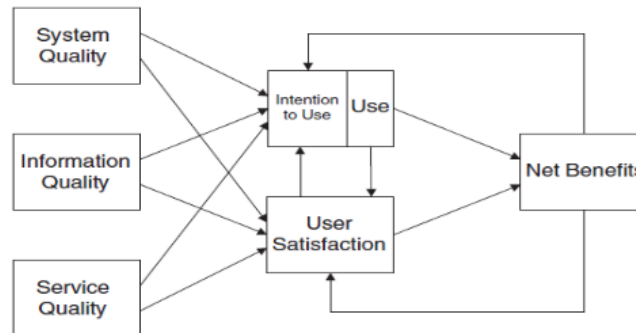 System
Quality
Information
Quality
Service
Quality
Intention
to Use
Use
User
Satisfaction
Net Benefits